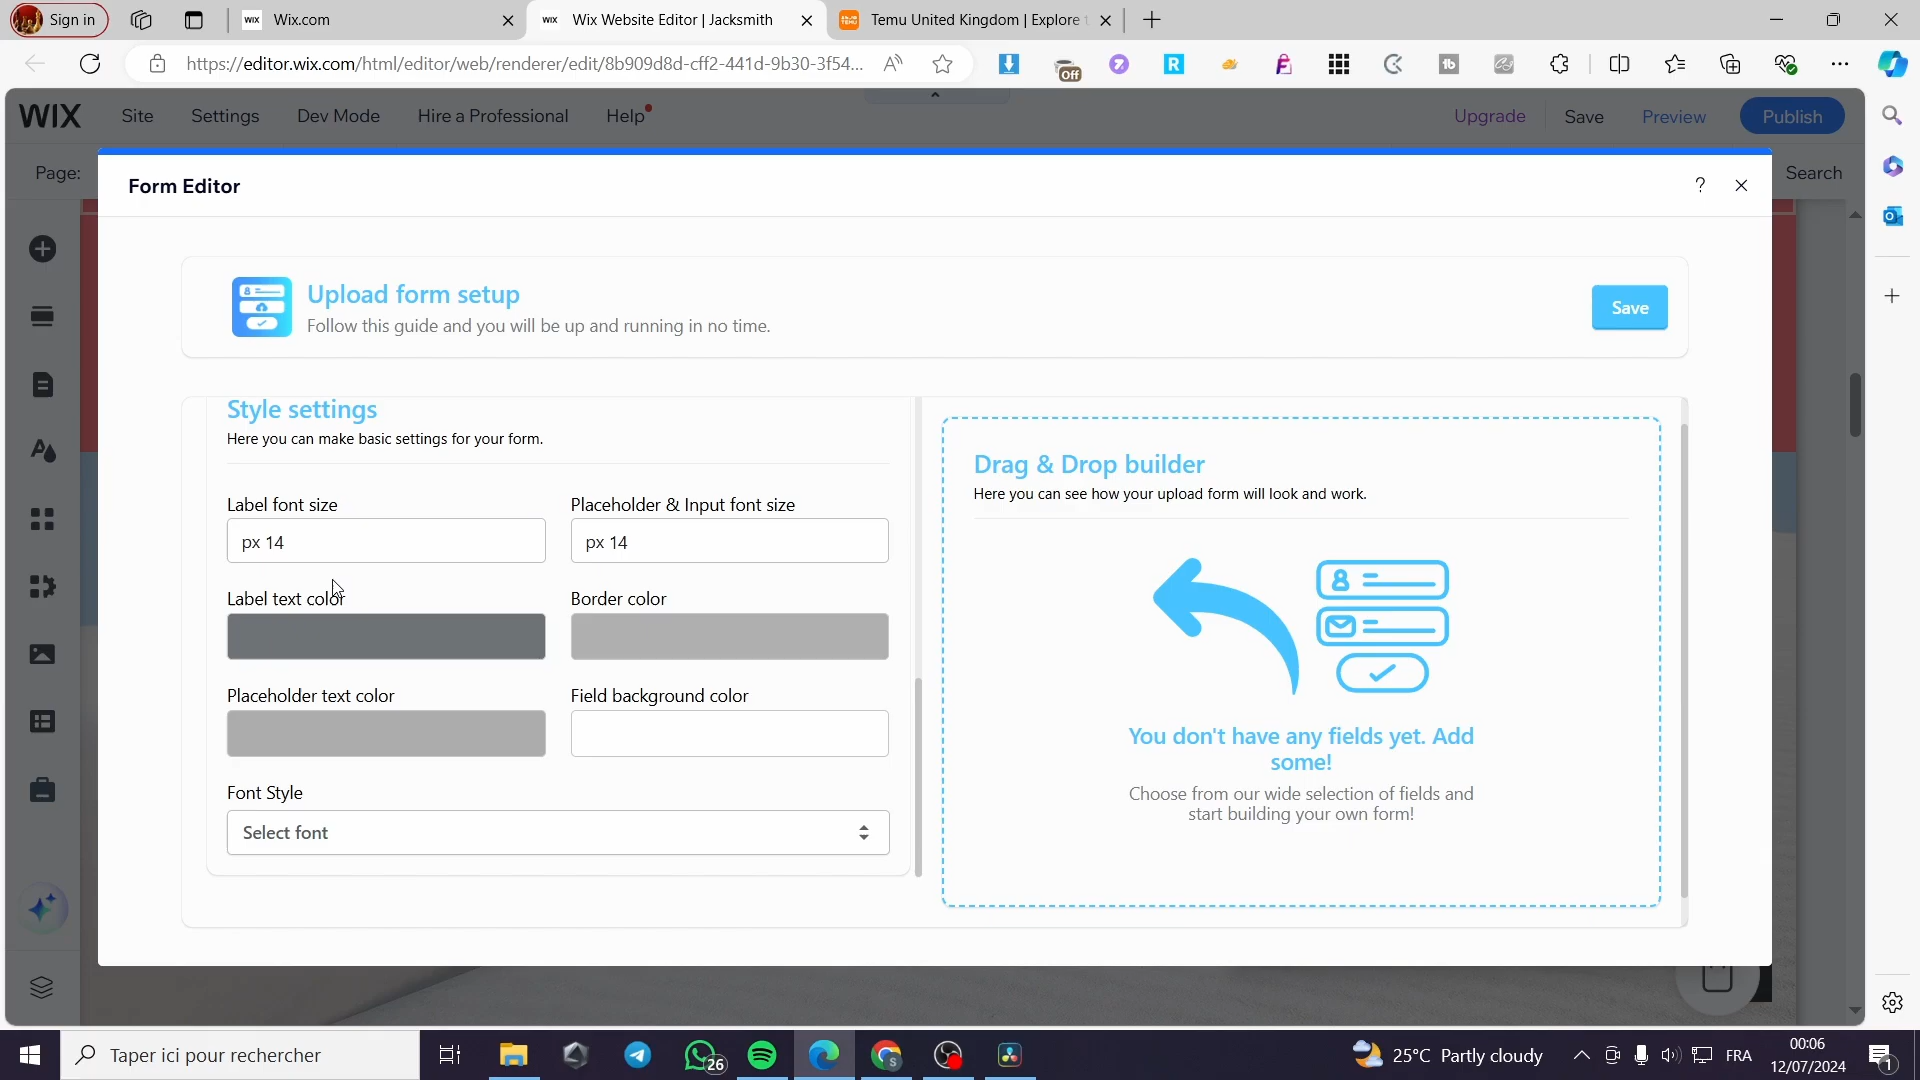 Sign in
WIX Wix.com
WIX Wix Website Editor | Jacksmith
TEMU Temu United Kingdom | Explore
https://editor.wix.com/html/editor/web/renderer/edit/8b909d8d-cff2-441d-9b30-3f54...
Off
WIX
Site
Settings
Dev Mode
Hire a Professional
Help
Upgrade
Save
Preview
Publish
Page:
Search
Form Editor
?
Upload form setup
Follow this guide and you will be up and running in no time.
Save
Style settings
Here you can make basic settings for your form.
Label font size
px 14
Placeholder & Input font size
px 14
Label text color
Border color
Placeholder text color
Field background color
Font Style
Select font
Drag & Drop builder
Here you can see how your upload form will look and work.
You don't have any fields yet. Add
some!
Choose from our wide selection of fields and
start building your own form!
Taper ici pour rechercher
26
25°C Partly cloudy
FRA
00:06
12/07/2024
1